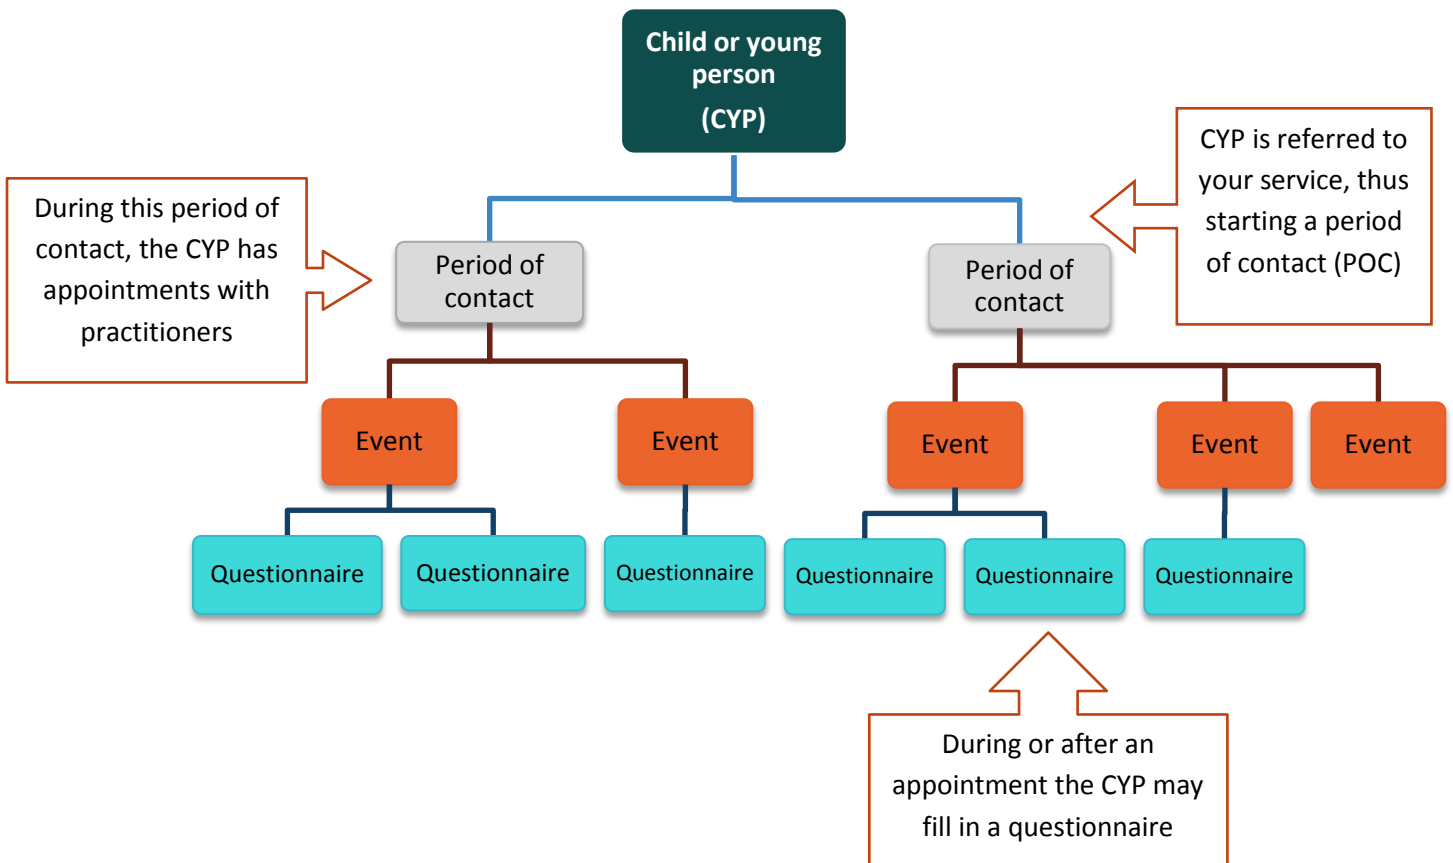 Child or young
person
(CYP)
CYP is referred to
your service, thus
starting a period
of contact (POC)
During this period of
contact, the CYP has
appointments with
practitioners
Period of
contact
Period of
contact
Event
Event
Event
Event
Event
Questionnaire
Questionnaire
Questionnaire
Questionnaire
Questionnaire
Questionnaire
During or after an
appointment the CYP may
fill in a questionnaire